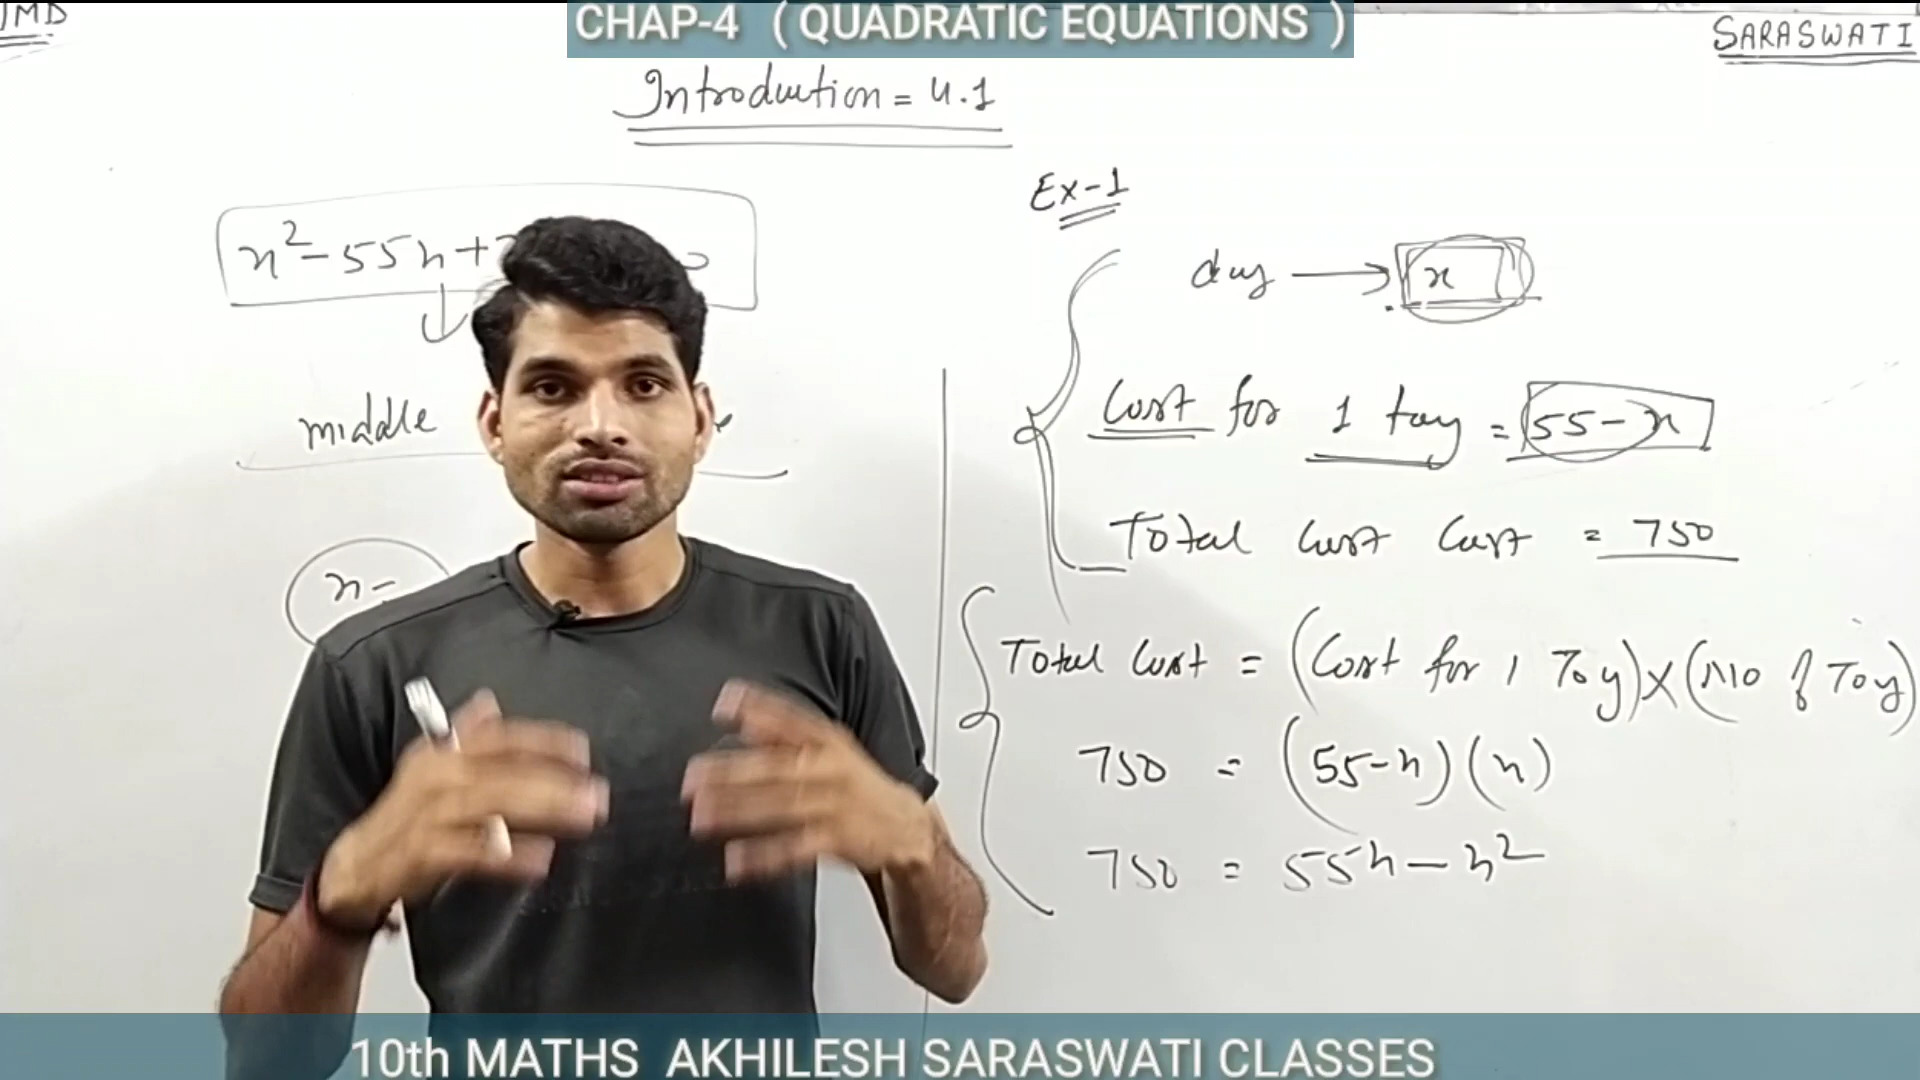 CHAP-4 ( QUADRATIC EQUATIONS )
JMD
SARASWATI
Introduction = 4.1
x² - 55x +
middle
x -
Ex-1
day → x
Cost for 1 toy = 55 - x
Total Cost Cost = 750
Total Cost = (Cost for 1 Toy) × (No of Toy)
750 = (55 - x) (x)
750 = 55x - x²
10th MATHS AKHILESH SARASWATI CLASSES